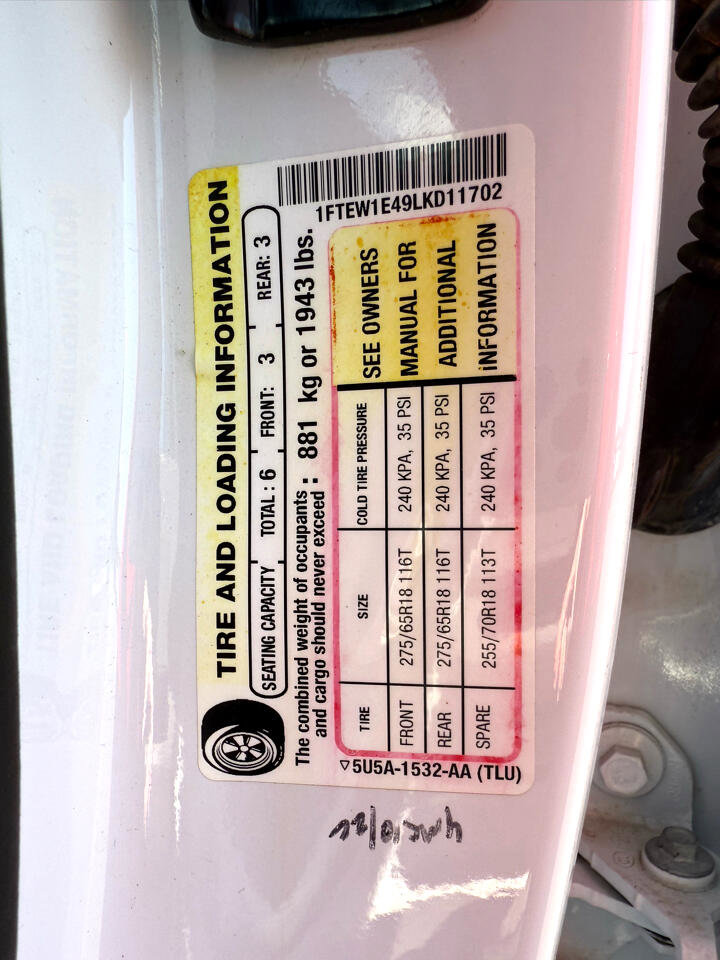 1FTEW1E49LKD11702
TIRE AND LOADING INFORMATION
SEATING CAPACITY TOTAL : 6 FRONT: 3 REAR: 3
The combined weight of occupants
and cargo should never exceed : 881 kg or 1943 lbs.
TIRE SIZE COLD TIRE PRESSURE
FRONT 275/65R18 116T 240 KPA, 35 PSI
REAR 275/65R18 116T 240 KPA, 35 PSI
SPARE 255/70R18 113T 240 KPA, 35 PSI
SEE OWNERS
MANUAL FOR
ADDITIONAL
iNFORMATION
▽5U5A-1532-AA (TLU)